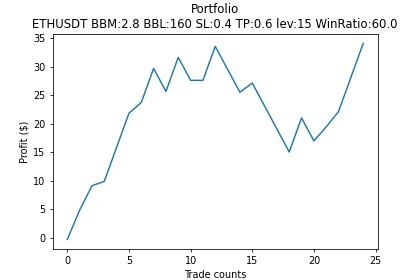 Portfolio
ETHUSDT BBM:2.8 BBL:160 SL:0.4 TP:0.6 lev:15 WinRatio:60.0
35
30
25
20
15
10
5
0
Profit ($)
0 5 10 15 20 25
Trade counts